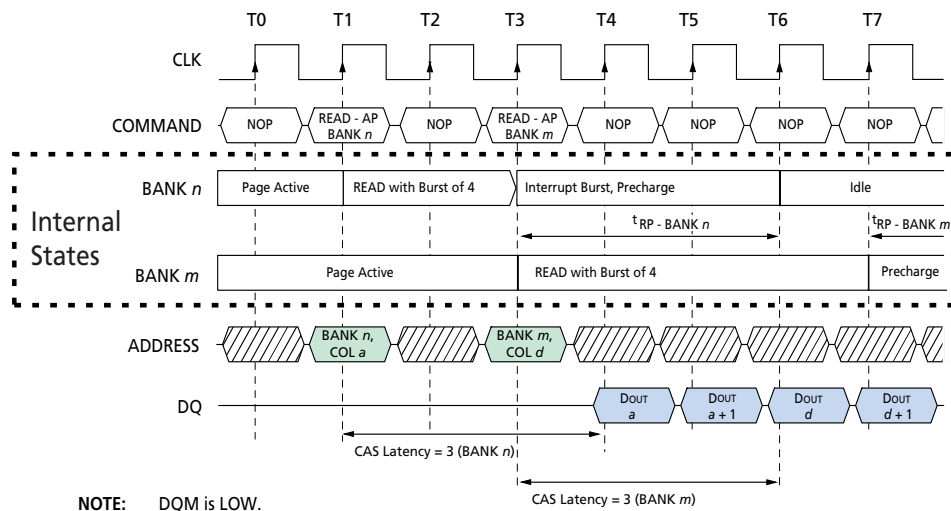 T0 T1 T2 T3 T4 T5 T6 T7
CLK
COMMAND NOP READ - AP BANK n NOP READ - AP BANK m NOP NOP NOP NOP
Internal States
BANK n Page Active READ with Burst of 4 Interrupt Burst, Precharge Idle
tRP - BANK n tRP - BANK m
BANK m Page Active READ with Burst of 4 Precharge
ADDRESS BANK n, COL a BANK m, COL d
DQ DOUT a DOUT a + 1 DOUT d DOUT d + 1
CAS Latency = 3 (BANK n)
CAS Latency = 3 (BANK m)
NOTE: DQM is LOW.